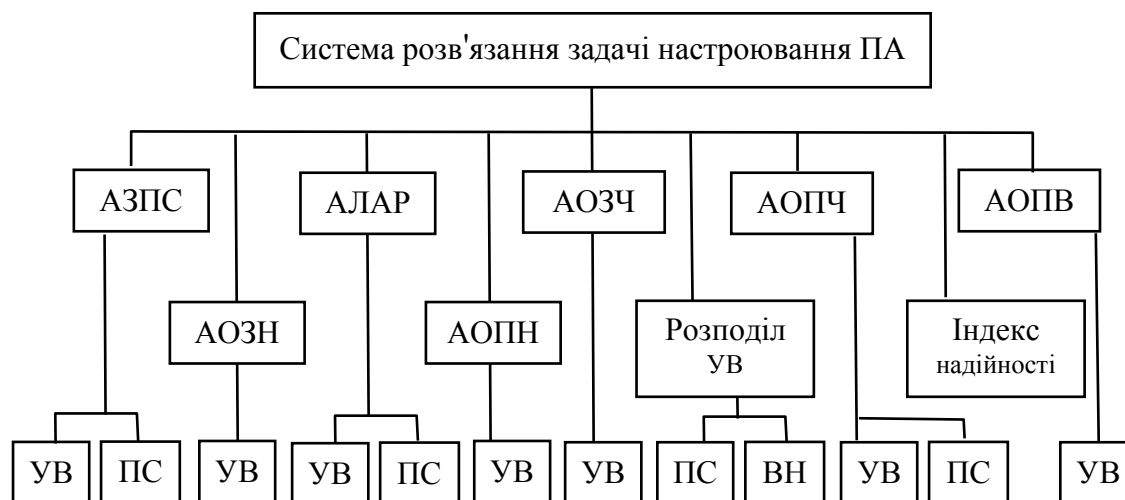 Система розв'язання задачі настроювання ПА
АЗПС
АЛАР
АОЗЧ
АОПЧ
АОПВ
АОЗН
АОПН
Розподіл
УВ
Індекс
надійності
УВ
ПС
УВ
УВ
ПС
УВ
УВ
ПС
ВН
УВ
ПС
УВ